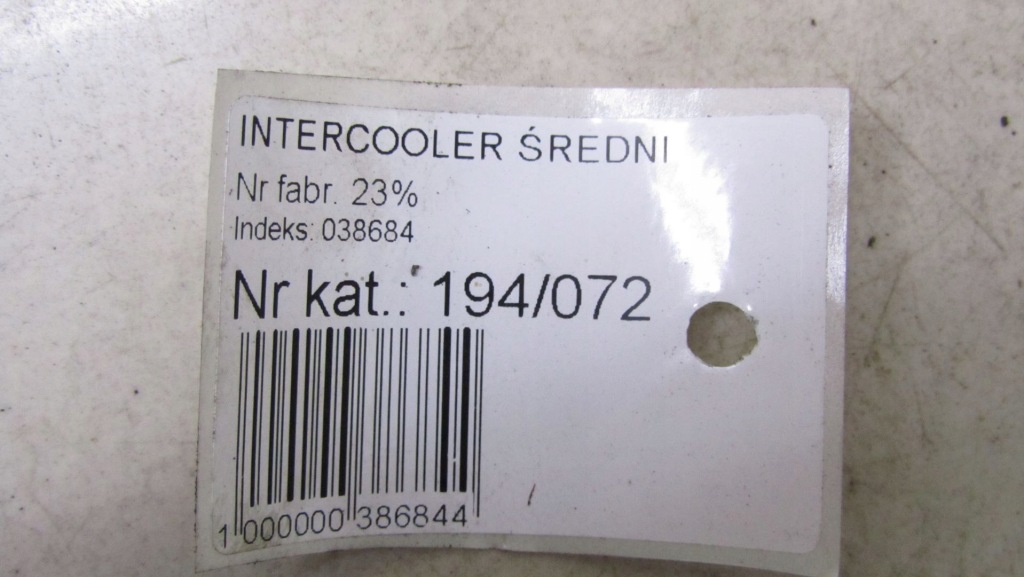 INTERCOOLER ŚREDNI
Nr fabr. 23%
Indeks: 038684
Nr kat.: 194/072
1 000000 386844